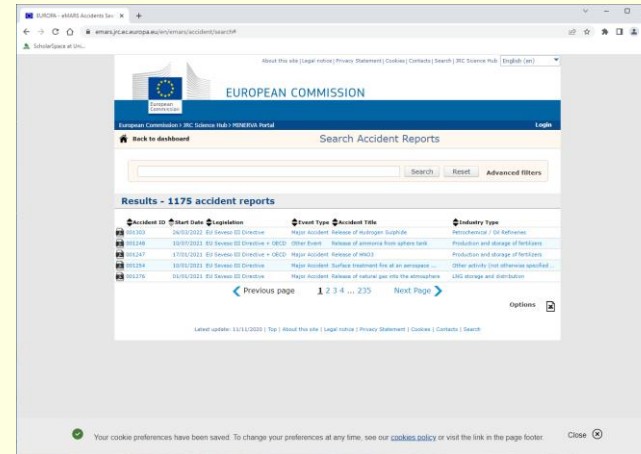 EUROPA - eMARS Accidents Sea
emars.jrc.ec.europa.eu/en/emars/accident/search#
ScholarSpace at Uni...
About this site | Legal notice | Privacy Statement | Cookies | Contacts | Search | JRC Science Hub English (en)
European
Commission
EUROPEAN COMMISSION
European Commission > JRC Science Hub > MINERVA Portal Login
Back to dashboard Search Accident Reports
Search Reset Advanced filters
Results - 1175 accident reports
Accident ID Start Date Legislation Event Type Accident Title Industry Type
001303 26/03/2022 EU Seveso III Directive Major Accident Release of Hydrogen Sulphide Petrochemical / Oil Refineries
001248 10/07/2021 EU Seveso III Directive + OECD Other Event Release of ammonia from sphere tank Production and storage of fertilizers
001247 17/01/2021 EU Seveso III Directive + OECD Major Accident Release of HNO3 Production and storage of fertilizers
001254 10/01/2021 EU Seveso III Directive Major Accident Surface treatment fire at an aerospace ... Other activity (not otherwise specified ...
001276 01/01/2021 EU Seveso III Directive Major Accident Release of natural gas into the atmosphere LNG storage and distribution
Previous page 1 2 3 4 ... 235 Next Page
Options
Latest update: 11/11/2020 | Top | About this site | Legal notice | Privacy Statement | Cookies | Contacts | Search
Your cookie preferences have been saved. To change your preferences at any time, see our cookies policy or visit the link in the page footer. Close